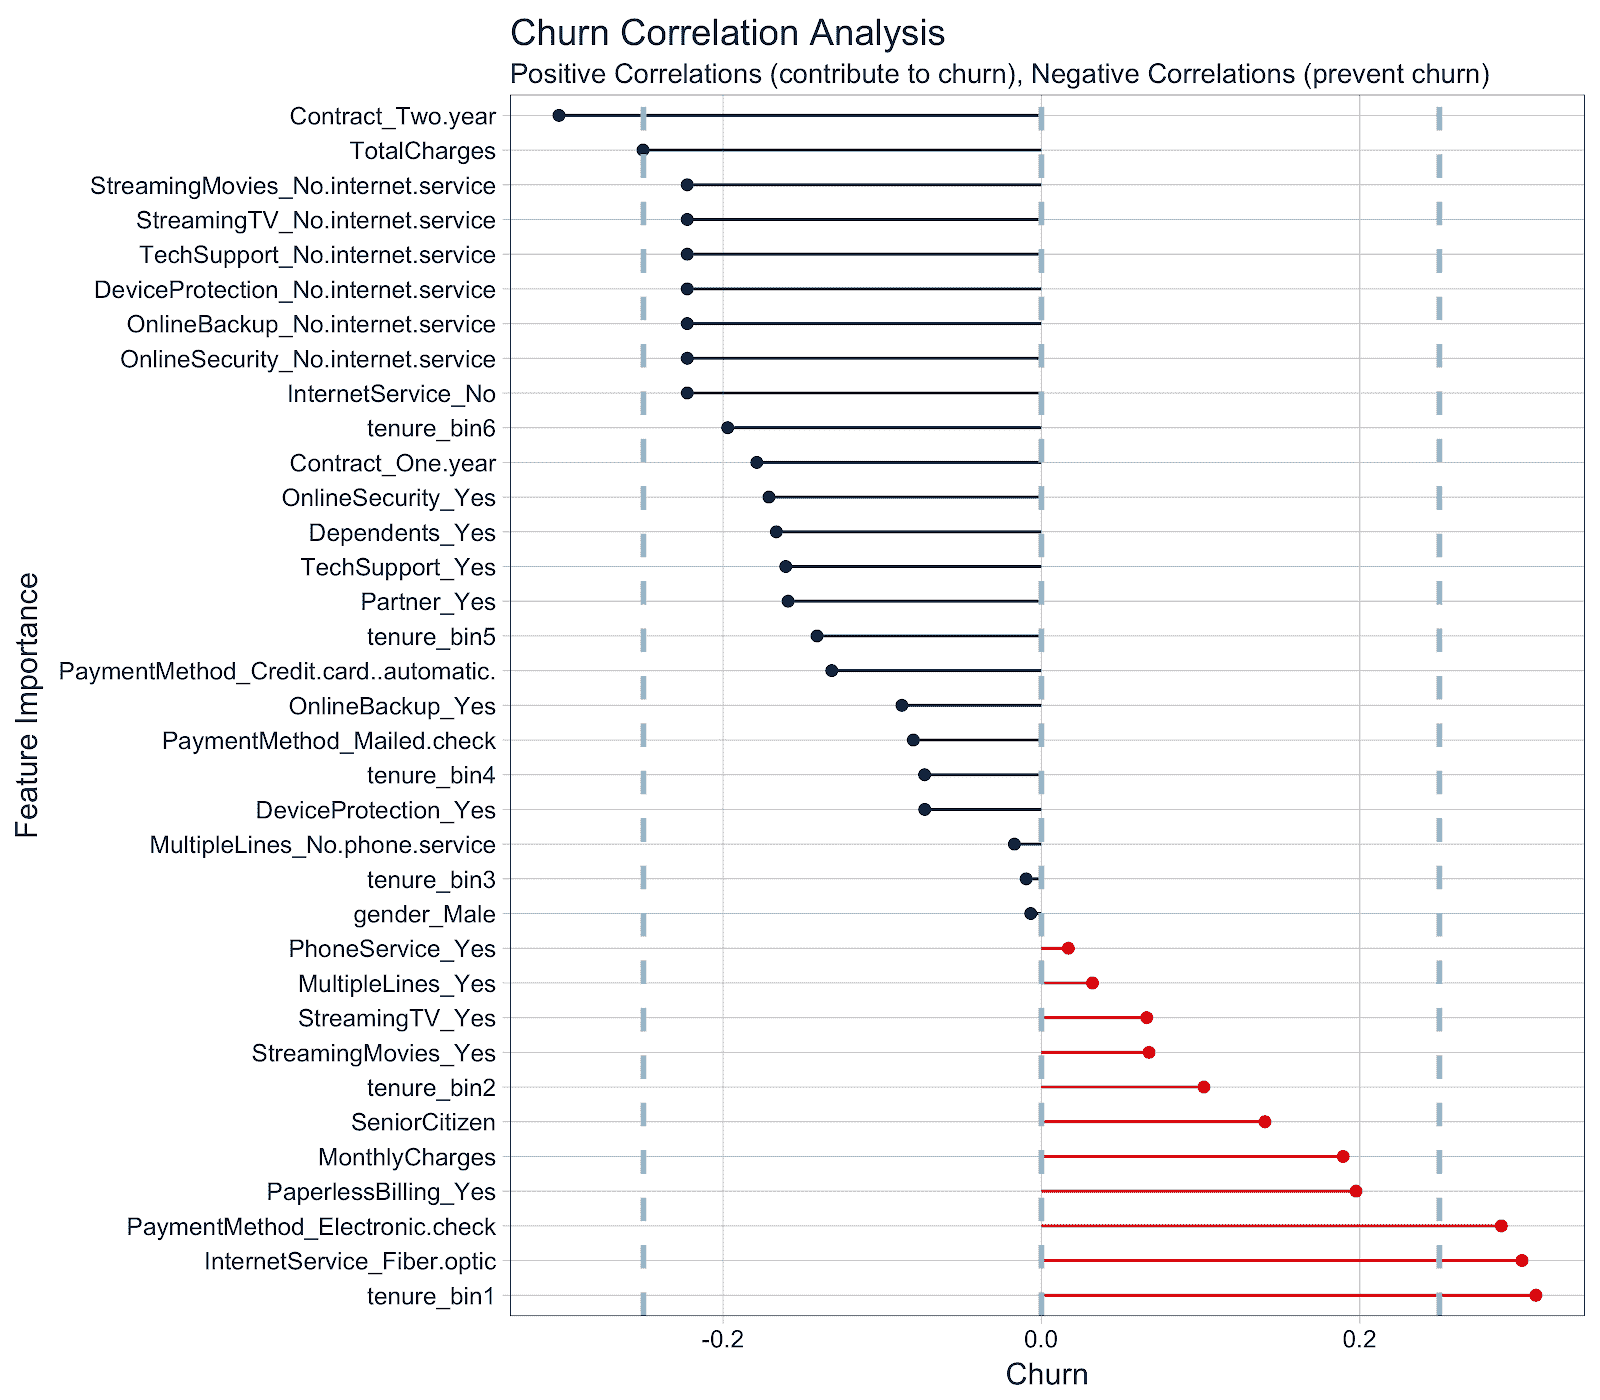 Churn Correlation Analysis
Positive Correlations (contribute to churn), Negative Correlations (prevent churn)
Feature Importance
Contract_Two.year
TotalCharges
StreamingMovies_No.internet.service
StreamingTV_No.internet.service
TechSupport_No.internet.service
DeviceProtection_No.internet.service
OnlineBackup_No.internet.service
OnlineSecurity_No.internet.service
InternetService_No
tenure_bin6
Contract_One.year
OnlineSecurity_Yes
Dependents_Yes
TechSupport_Yes
Partner_Yes
tenure_bin5
PaymentMethod_Credit.card..automatic.
OnlineBackup_Yes
PaymentMethod_Mailed.check
tenure_bin4
DeviceProtection_Yes
MultipleLines_No.phone.service
tenure_bin3
gender_Male
PhoneService_Yes
MultipleLines_Yes
StreamingTV_Yes
StreamingMovies_Yes
tenure_bin2
SeniorCitizen
MonthlyCharges
PaperlessBilling_Yes
PaymentMethod_Electronic.check
InternetService_Fiber.optic
tenure_bin1
-0.2 0.0 0.2
Churn